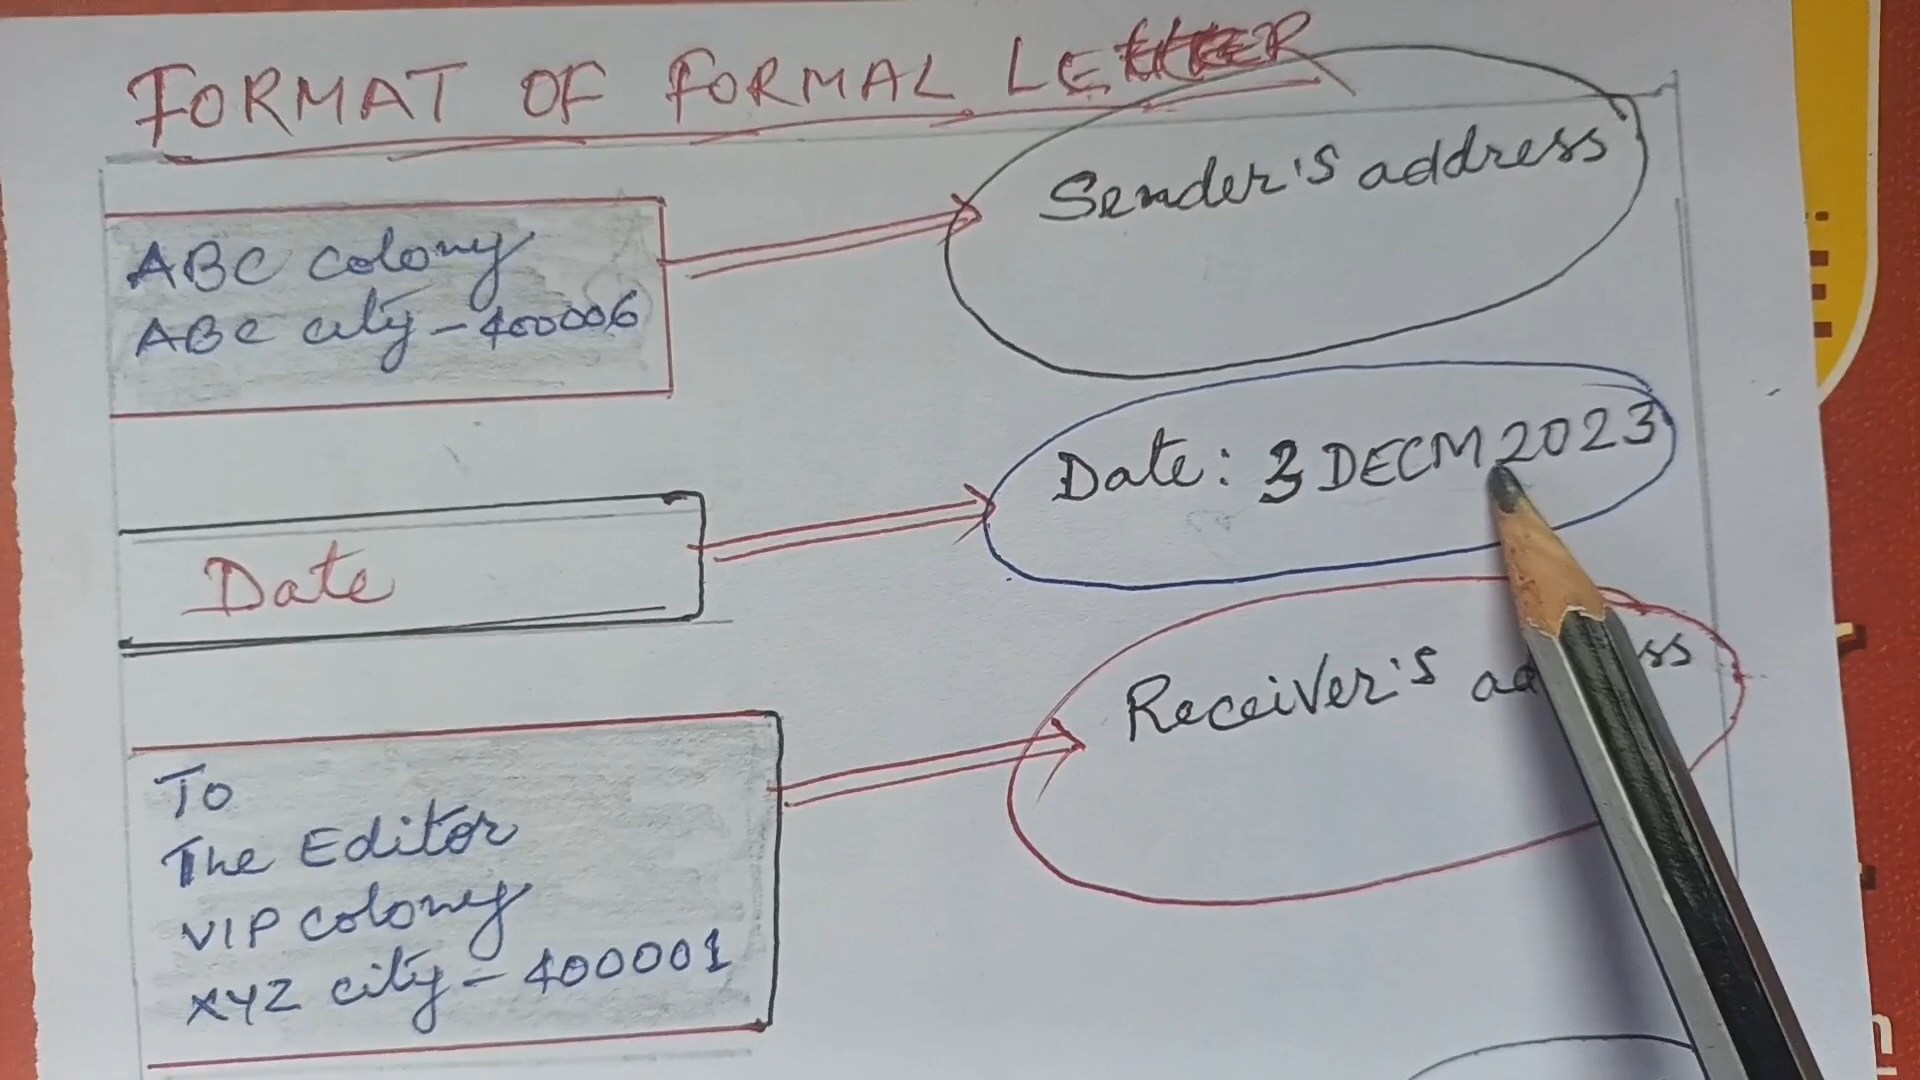 FORMAT OF FORMAL LETTER
ABC colony
ABC city - 400006
Sender's address
Date
Date: 3 DECM 2023
To
The Editor
VIP colony
XYZ city - 400001
Receiver's